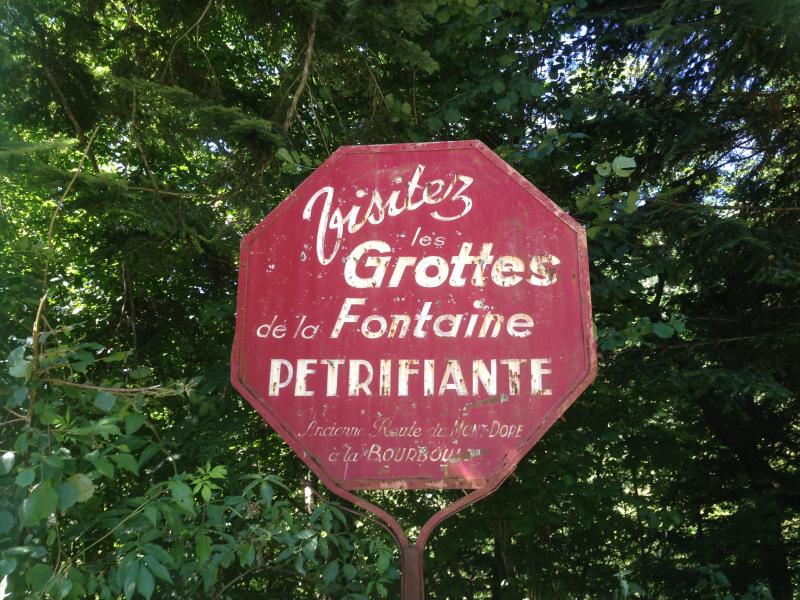 Visitez
les
Grottes
de la Fontaine
PETRIFIANTE
Ancienne Route du MONT-DORE
à la BOURBOULE